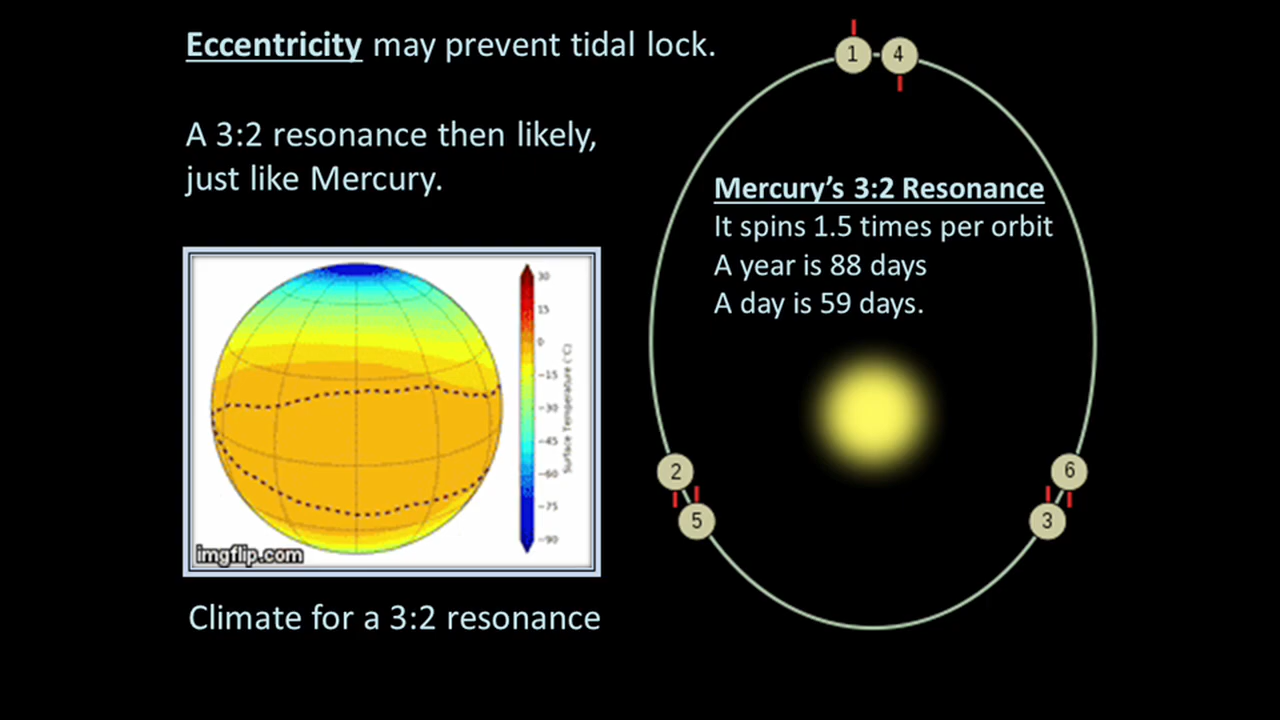 Eccentricity may prevent tidal lock.
A 3:2 resonance then likely,
just like Mercury.
1
4
Mercury's 3:2 Resonance
It spins 1.5 times per orbit
A year is 88 days
A day is 59 days.
30
15
0
-15
-30
-45
-60
-75
-90
Surface Temperature (°C)
imgflip.com
2
5
6
3
Climate for a 3:2 resonance